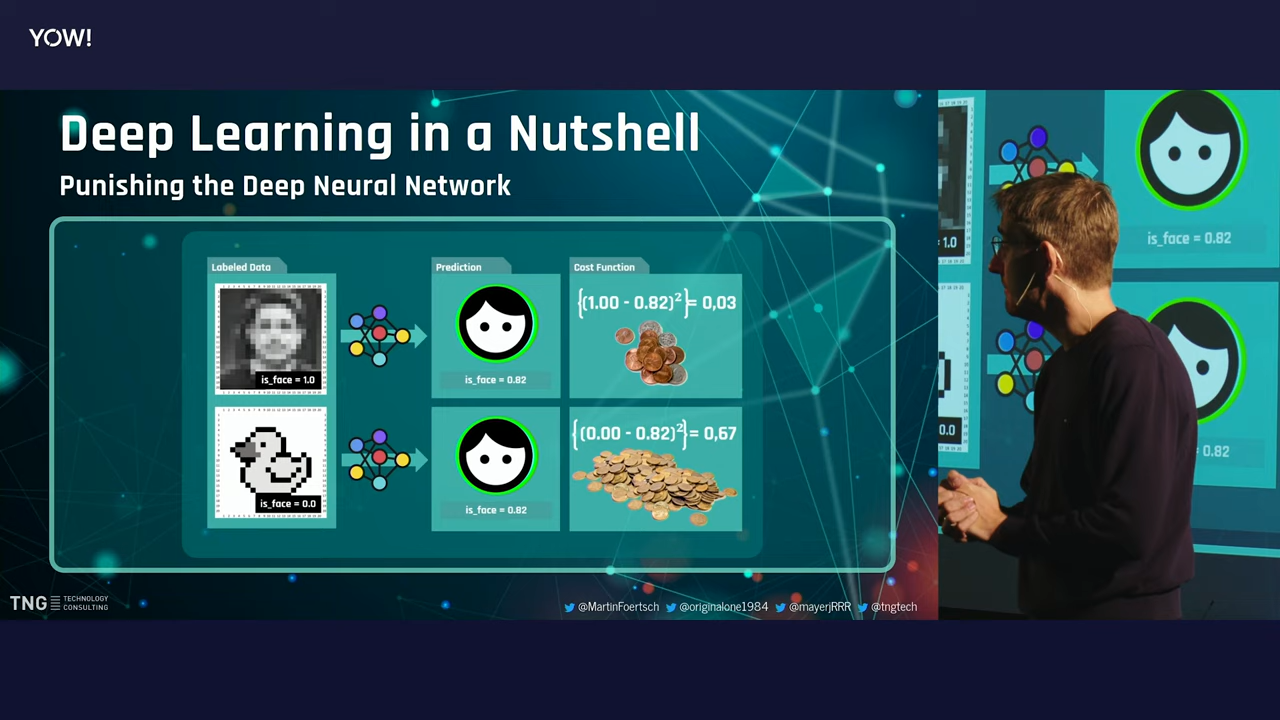 YOW!
Deep Learning in a Nutshell
Punishing the Deep Neural Network
Labeled Data
Prediction
Cost Function
is_face = 1.0
is_face = 0.82
{(1.00 - 0.82)²}= 0,03
is_face = 0.0
is_face = 0.82
{(0.00 - 0.82)²}= 0,67
TNG TECHNOLOGY
CONSULTING
@MartinFoertsch @originalone1984 @mayerjRRR @tngtech
= 1.0
is_face = 0.82
0.0
= 0.82